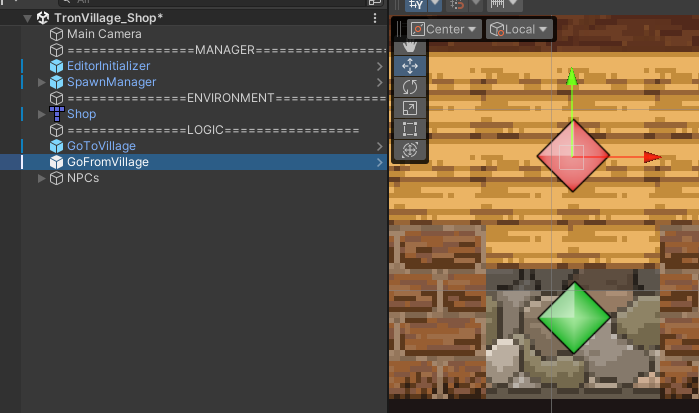 All
TronVillage_Shop*
Main Camera
================MANAGER================
EditorInitializer
SpawnManager
===============ENVIRONMENT==============
Shop
===============LOGIC=================
GoToVillage
GoFromVillage
NPCs
Center
Local